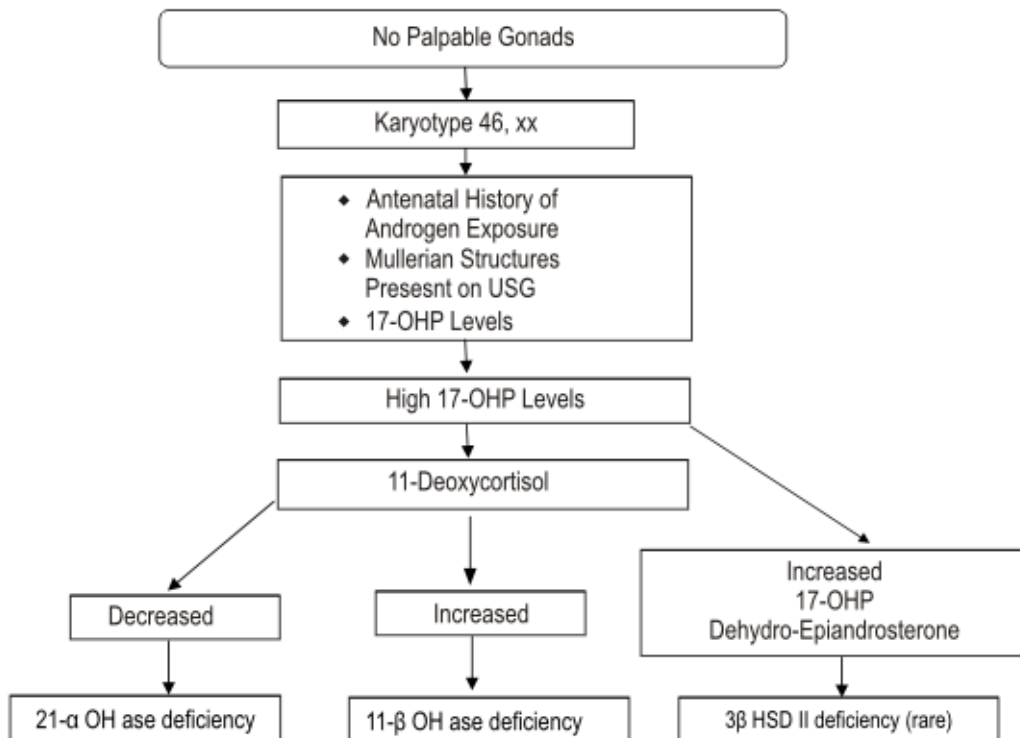 No Palpable Gonads
Karyotype 46, xx
◆ Antenatal History of
Androgen Exposure
◆ Mullerian Structures
Presesnt on USG
◆ 17-OHP Levels
High 17-OHP Levels
11-Deoxycortisol
Decreased
Increased
Increased
17-OHP
Dehydro-Epiandrosterone
21-α OH ase deficiency
11-β OH ase deficiency
3β HSD II deficiency (rare)